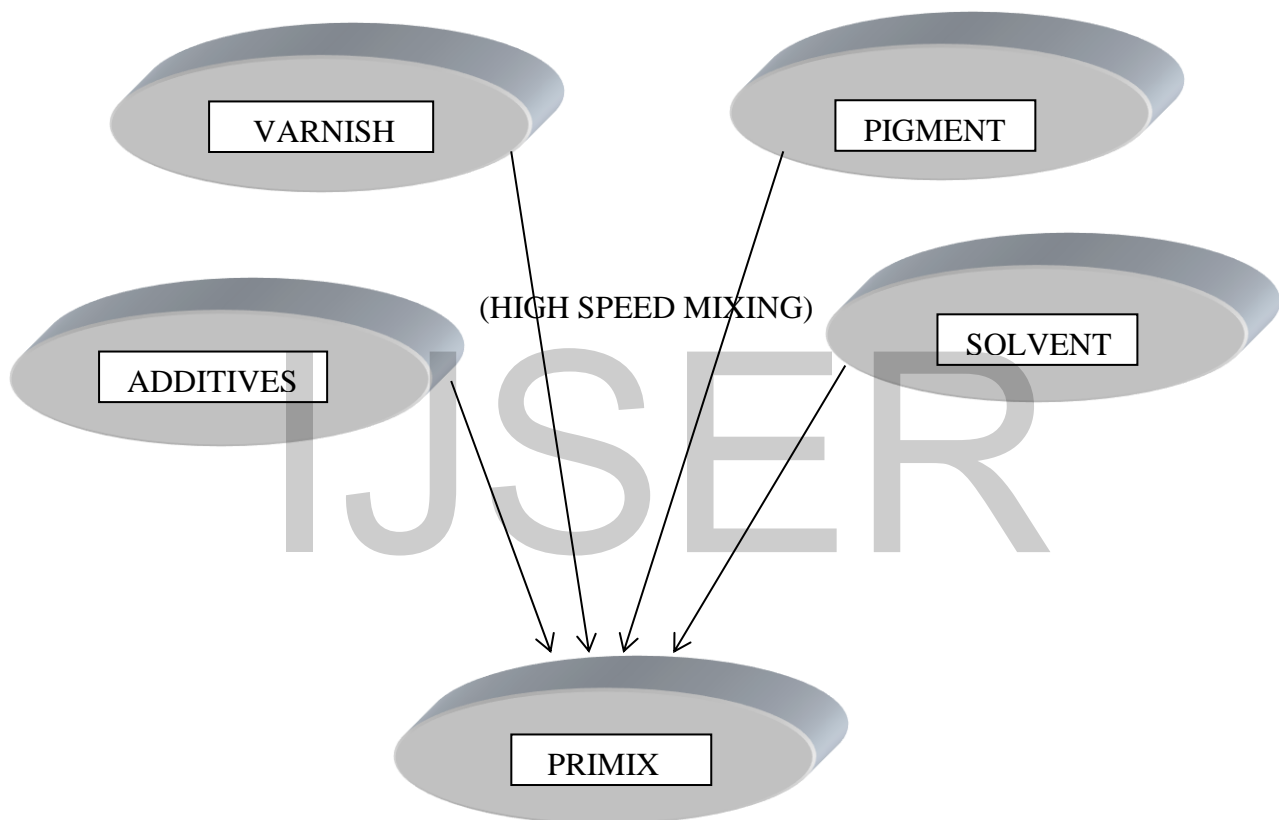 VARNISH
PIGMENT
(HIGH SPEED MIXING)
SOLVENT
ADDITIVES
IJSER
PRIMIX